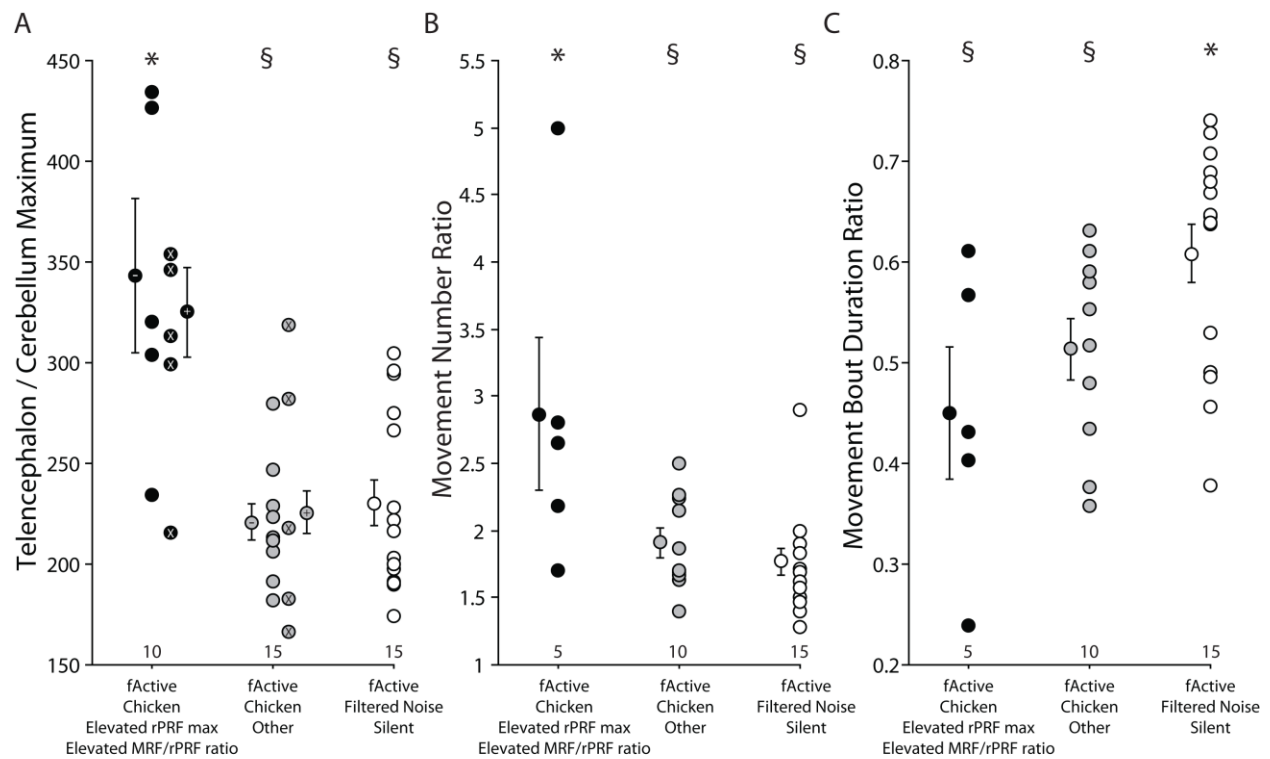 A
B
C
* § §
* § §
§ § *
Telencephalon / Cerebellum Maximum
450
400
350
300
250
200
150
- x x + x x x
- x x x + x x
10 15 15
fActive
Chicken
Elevated rPRF max
Elevated MRF/rPRF ratio
fActive
Chicken
Other
fActive
Filtered Noise
Silent
Movement Number Ratio
5.5
5
4.5
4
3.5
3
2.5
2
1.5
1
5 10 15
fActive
Chicken
Elevated rPRF max
Elevated MRF/rPRF ratio
fActive
Chicken
Other
fActive
Filtered Noise
Silent
Movement Bout Duration Ratio
0.8
0.7
0.6
0.5
0.4
0.3
0.2
5 10 15
fActive
Chicken
Elevated rPRF max
Elevated MRF/rPRF ratio
fActive
Chicken
Other
fActive
Filtered Noise
Silent